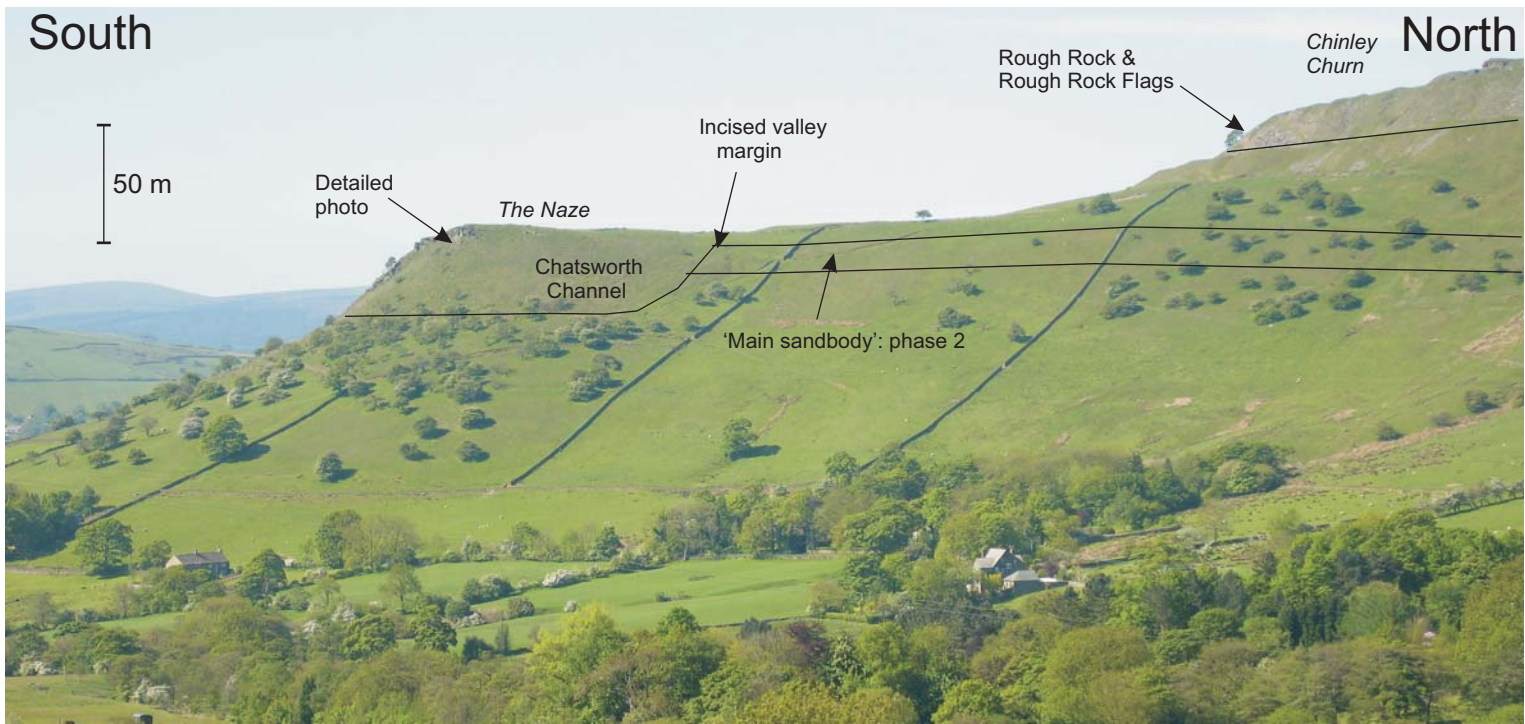 South
North
50 m
Detailed
photo
The Naze
Incised valley
margin
Chatsworth
Channel
'Main sandbody': phase 2
Rough Rock &
Rough Rock Flags
Chinley
Churn